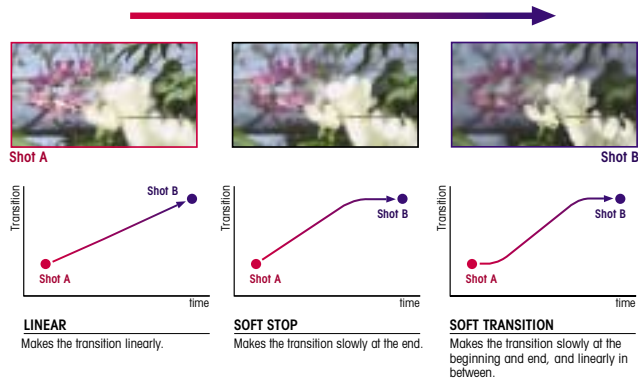 Shot A
Shot B
Transition
Shot B
Shot A
time
LINEAR
Makes the transition linearly.
Transition
Shot B
Shot A
time
SOFT STOP
Makes the transition slowly at the end.
Transition
Shot B
Shot A
time
SOFT TRANSITION
Makes the transition slowly at the
beginning and end, and linearly in
between.